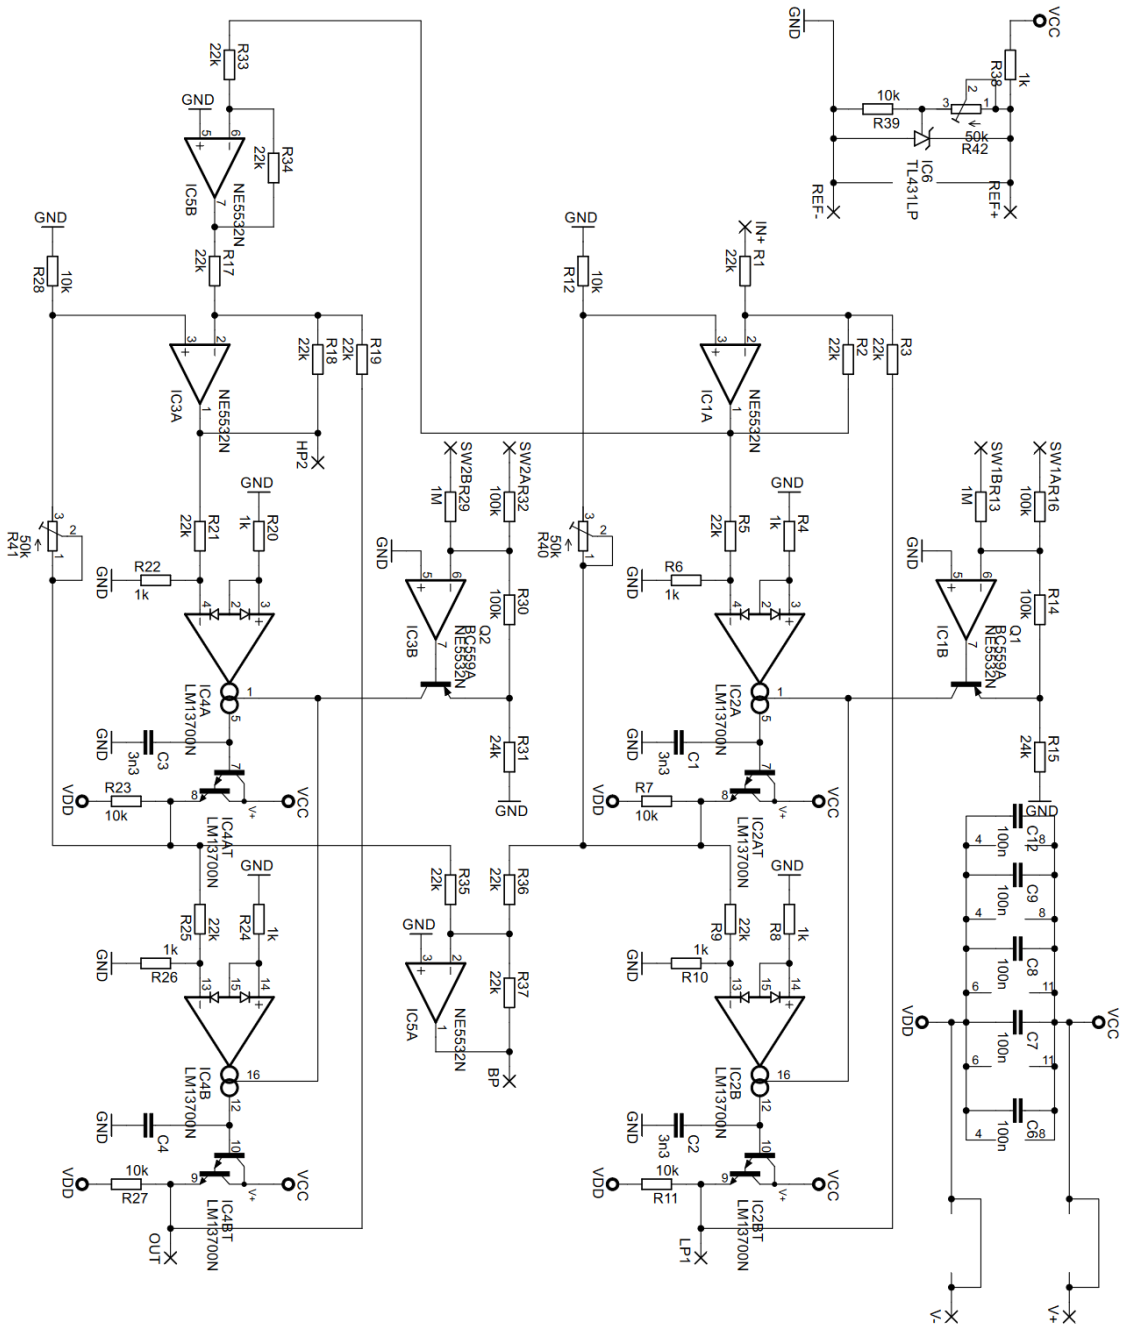 VCC
GND
R38
1k
2
3
1
10k
R39
50k
R42
IC6
TL431LP
REF-
REF+
R33
22k
GND
5
6
+
−
R34
22k
IC5B
NE5532N
7
R17
22k
GND
R28
10k
3
2
+
−
IC3A
NE5532N
1
R18
22k
R19
22k
HP2
GND
R12
10k
IN+
R1
22k
3
2
+
−
IC1A
NE5532N
1
R2
22k
R3
22k
SW2B
R29
1M
SW2A
R32
100k
SW1B
R13
1M
SW1A
R16
100k
3
2
1
50k
R41
R21
22k
GND
R20
1k
R22
1k
GND
4
2
3
−
+
GND
5
6
+
−
IC3B
7
Q2
BC559A
NE5532N
R30
100k
3
2
1
50k
R40
R5
22k
GND
R4
1k
R6
1k
GND
4
2
3
−
+
GND
5
6
+
−
IC1B
7
Q1
BC559A
NE5532N
R14
100k
1
5
IC4A
LM13700N
GND
3n3
C3
7
8
V+
VDD
R23
10k
VCC
IC4AT
LM13700N
R31
24k
GND
1
5
IC2A
LM13700N
GND
3n3
C1
7
8
V+
VDD
R7
10k
VCC
IC2AT
LM13700N
R15
24k
GND
R25
22k
GND
R24
1k
1k
R26
GND
13
15
14
−
+
R35
22k
R36
22k
GND
3
2
+
−
IC5A
NE5532N
1
R37
22k
BP
R9
22k
GND
R8
1k
1k
R10
GND
13
15
14
−
+
16
12
IC4B
LM13700N
GND
C4
10
9
V+
VDD
10k
R27
VCC
IC4BT
LM13700N
OUT
16
12
IC2B
LM13700N
GND
3n3
C2
10
9
V+
VDD
10k
R11
VCC
IC2BT
LM13700N
LP1
C12
100n
4
8
C9
100n
4
8
C8
100n
6
11
VDD
VCC
C7
100n
6
11
C6
100n
4
8
V-
V+